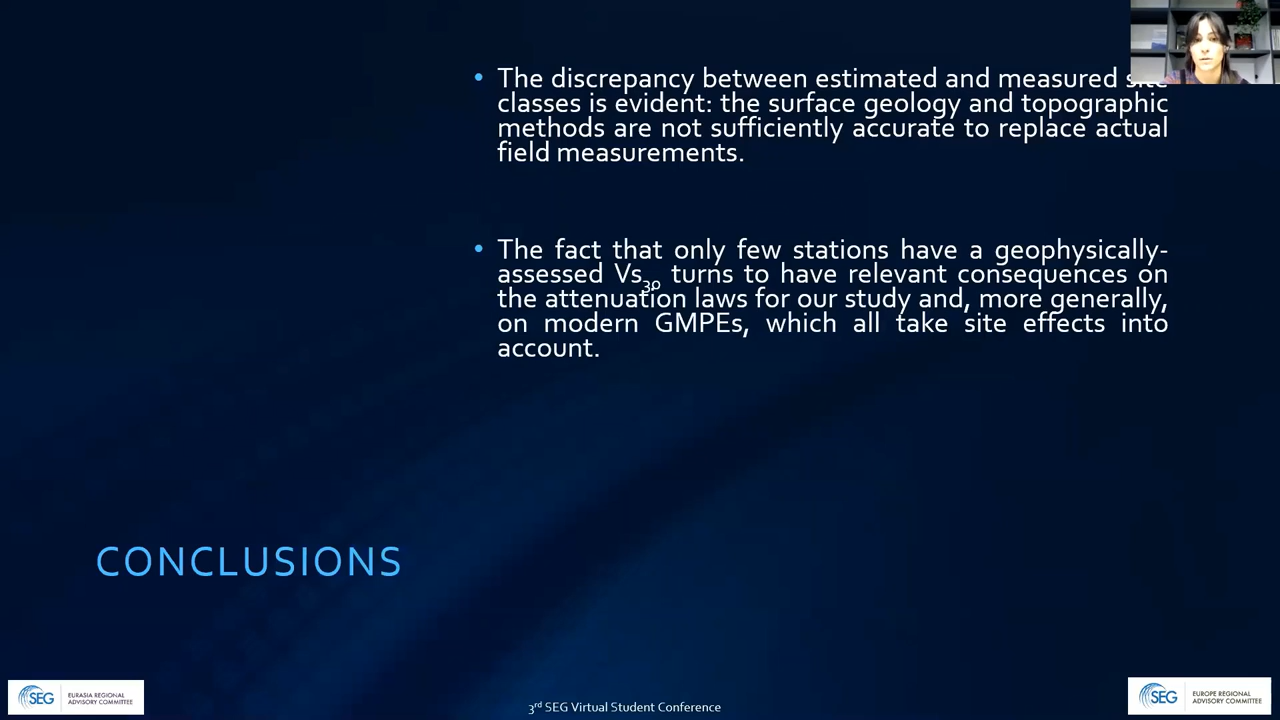 • The discrepancy between estimated and measured
classes is evident: the surface geology and topographic
methods are not sufficiently accurate to replace actual
field measurements.
• The fact that only few stations have a geophysically-
assessed Vs30 turns to have relevant consequences on
the attenuation laws for our study and, more generally,
on modern GMPEs, which all take site effects into
account.
CONCLUSIONS
SEG EURASIA REGIONAL
ADVISORY COMMITTEE
3rd SEG Virtual Student Conference
SEG EUROPE REGIONAL
ADVISORY COMMITTEE